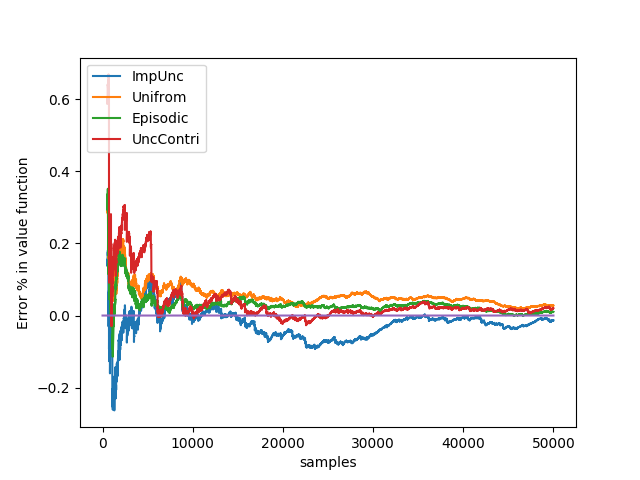 ImpUnc
Unifrom
Episodic
UncContri
0.6
0.4
0.2
0.0
−0.2
Error % in value function
0 10000 20000 30000 40000 50000
samples